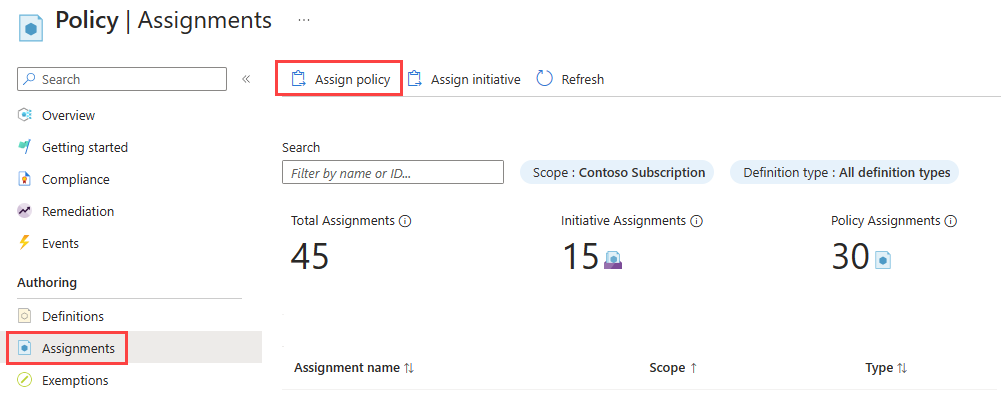 Policy | Assignments ...
Search «
Overview
Getting started
Compliance
Remediation
Events
Authoring
Definitions
Assignments
Exemptions
Assign policy Assign initiative Refresh
Search
Filter by name or ID... Scope : Contoso Subscription Definition type : All definition types
Total Assignments Initiative Assignments Policy Assignments
45 15 30
Assignment name ↑↓ Scope ↑ Type ↑↓